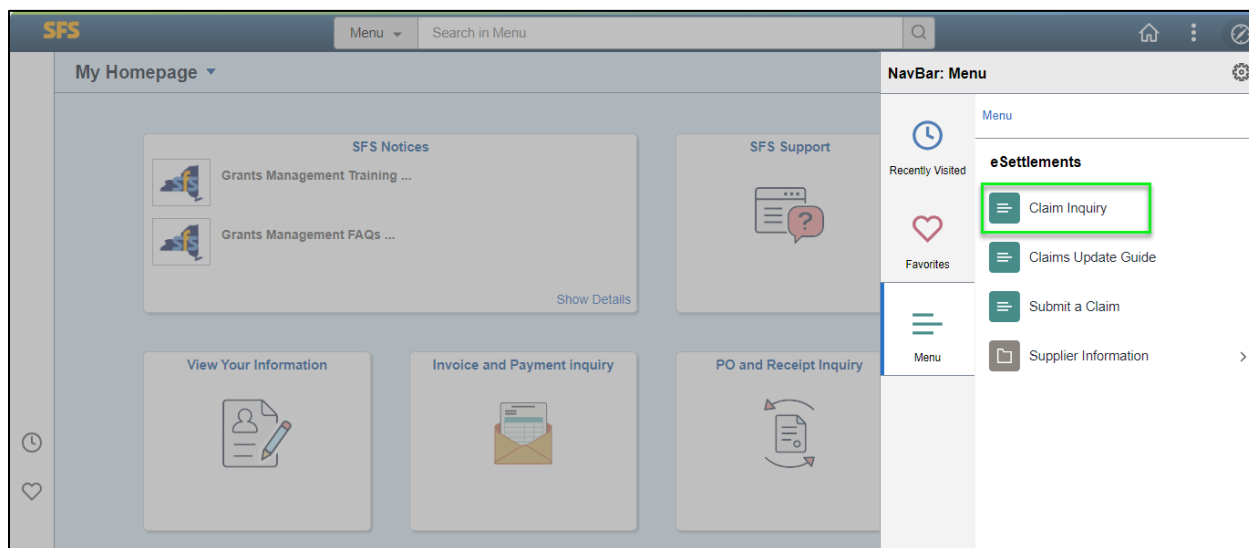 SFS
Menu
Search in Menu
My Homepage
NavBar: Menu
SFS Notices
Grants Management Training ...
sfs
Grants Management FAQs ...
sfs
Show Details
SFS Support
?
View Your Information
Invoice and Payment inquiry
PO and Receipt Inquiry
Recently Visited
Favorites
Menu
Menu
eSettlements
Claim Inquiry
Claims Update Guide
Submit a Claim
Supplier Information